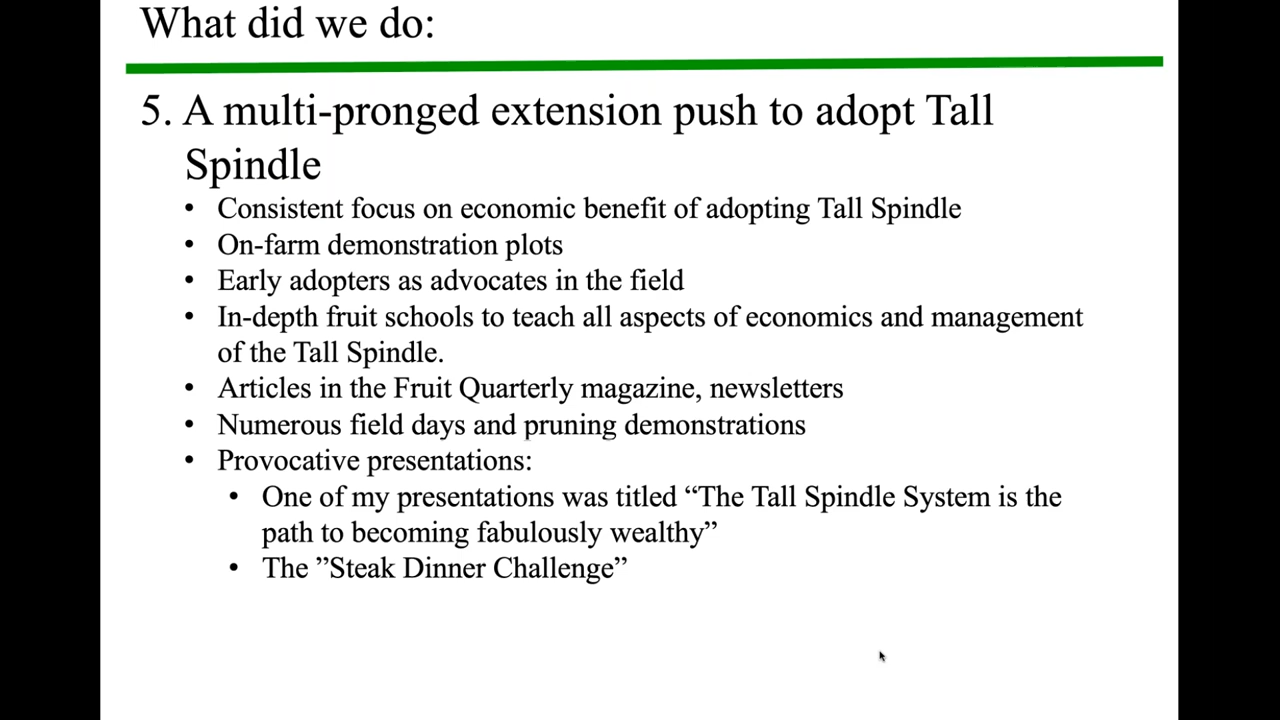 What did we do:
5. A multi-pronged extension push to adopt Tall
Spindle
• Consistent focus on economic benefit of adopting Tall Spindle
• On-farm demonstration plots
• Early adopters as advocates in the field
• In-depth fruit schools to teach all aspects of economics and management
of the Tall Spindle.
• Articles in the Fruit Quarterly magazine, newsletters
• Numerous field days and pruning demonstrations
• Provocative presentations:
• One of my presentations was titled “The Tall Spindle System is the
path to becoming fabulously wealthy”
• The ”Steak Dinner Challenge”